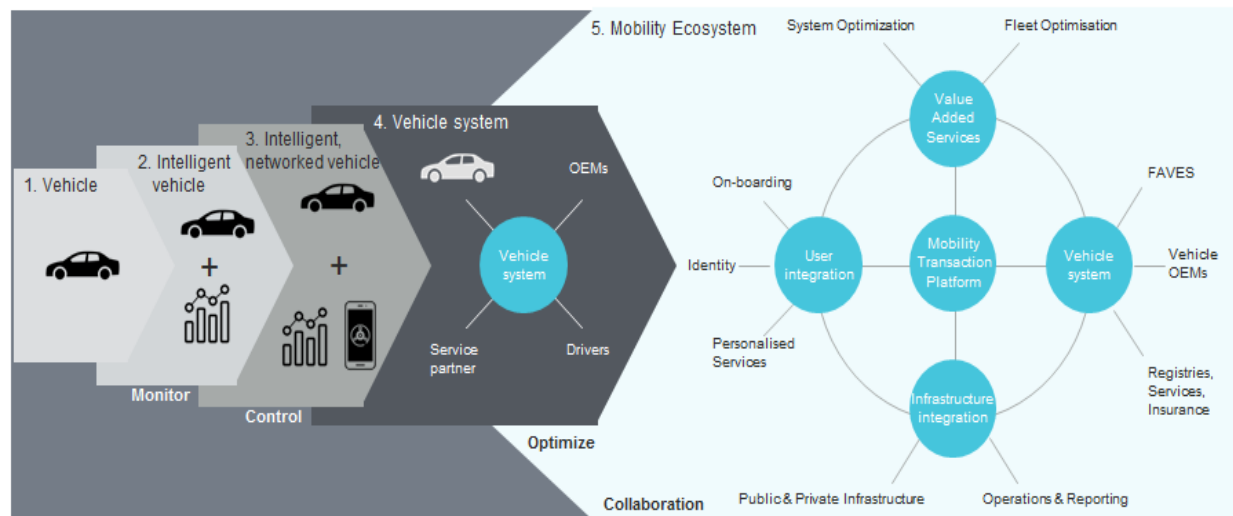 1. Vehicle
2. Intelligent
vehicle
Monitor
3. Intelligent,
networked vehicle
Control
4. Vehicle system
OEMs
Vehicle
system
Service
partner
Drivers
Optimize
5. Mobility Ecosystem
System Optimization
Fleet Optimisation
Value
Added
Services
On-boarding
Identity
Personalised
Services
User
integration
Mobility
Transaction
Platform
Vehicle
system
FAVES
Vehicle
OEMs
Registries,
Services,
Insurance
Infrastructure
integration
Public & Private Infrastructure
Operations & Reporting
Collaboration